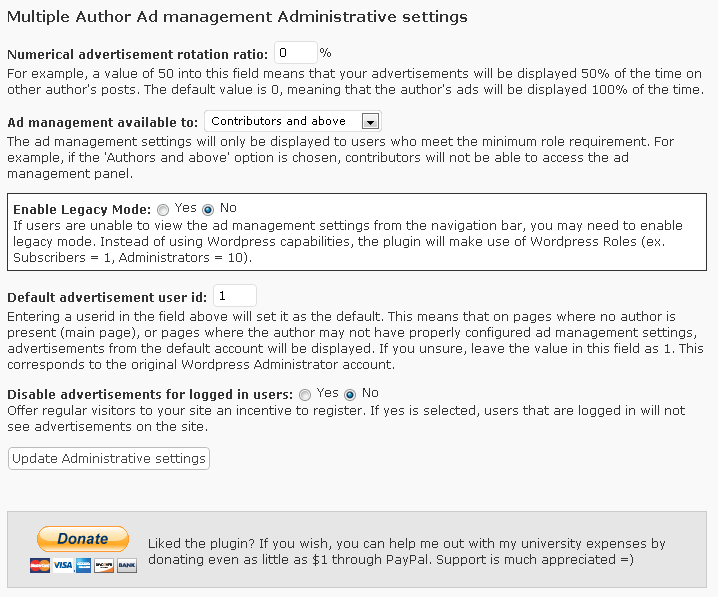 Multiple Author Ad management Administrative settings
Numerical advertisement rotation ratio: 0 %
For example, a value of 50 into this field means that your advertisements will be displayed 50% of the time on
other author's posts. The default value is 0, meaning that the author's ads will be displayed 100% of the time.
Ad management available to: Contributors and above
The ad management settings will only be displayed to users who meet the minimum role requirement. For
example, if the 'Authors and above' option is chosen, contributors will not be able to access the ad
management panel.
Enable Legacy Mode: Yes No
If users are unable to view the ad management settings from the navigation bar, you may need to enable
legacy mode. Instead of using Wordpress capabilities, the plugin will make use of Wordpress Roles (ex.
Subscribers = 1, Administrators = 10).
Default advertisement user id: 1
Entering a userid in the field above will set it as the default. This means that on pages where no author is
present (main page), or pages where the author may not have properly configured ad management settings,
advertisements from the default account will be displayed. If you unsure, leave the value in this field as 1. This
corresponds to the original Wordpress Administrator account.
Disable advertisements for logged in users: Yes No
Offer regular visitors to your site an incentive to register. If yes is selected, users that are logged in will not
see advertisements on the site.
Update Administrative settings
Donate
VISA
BANK
Liked the plugin? If you wish, you can help me out with my university expenses by
donating even as little as $1 through PayPal. Support is much appreciated =)